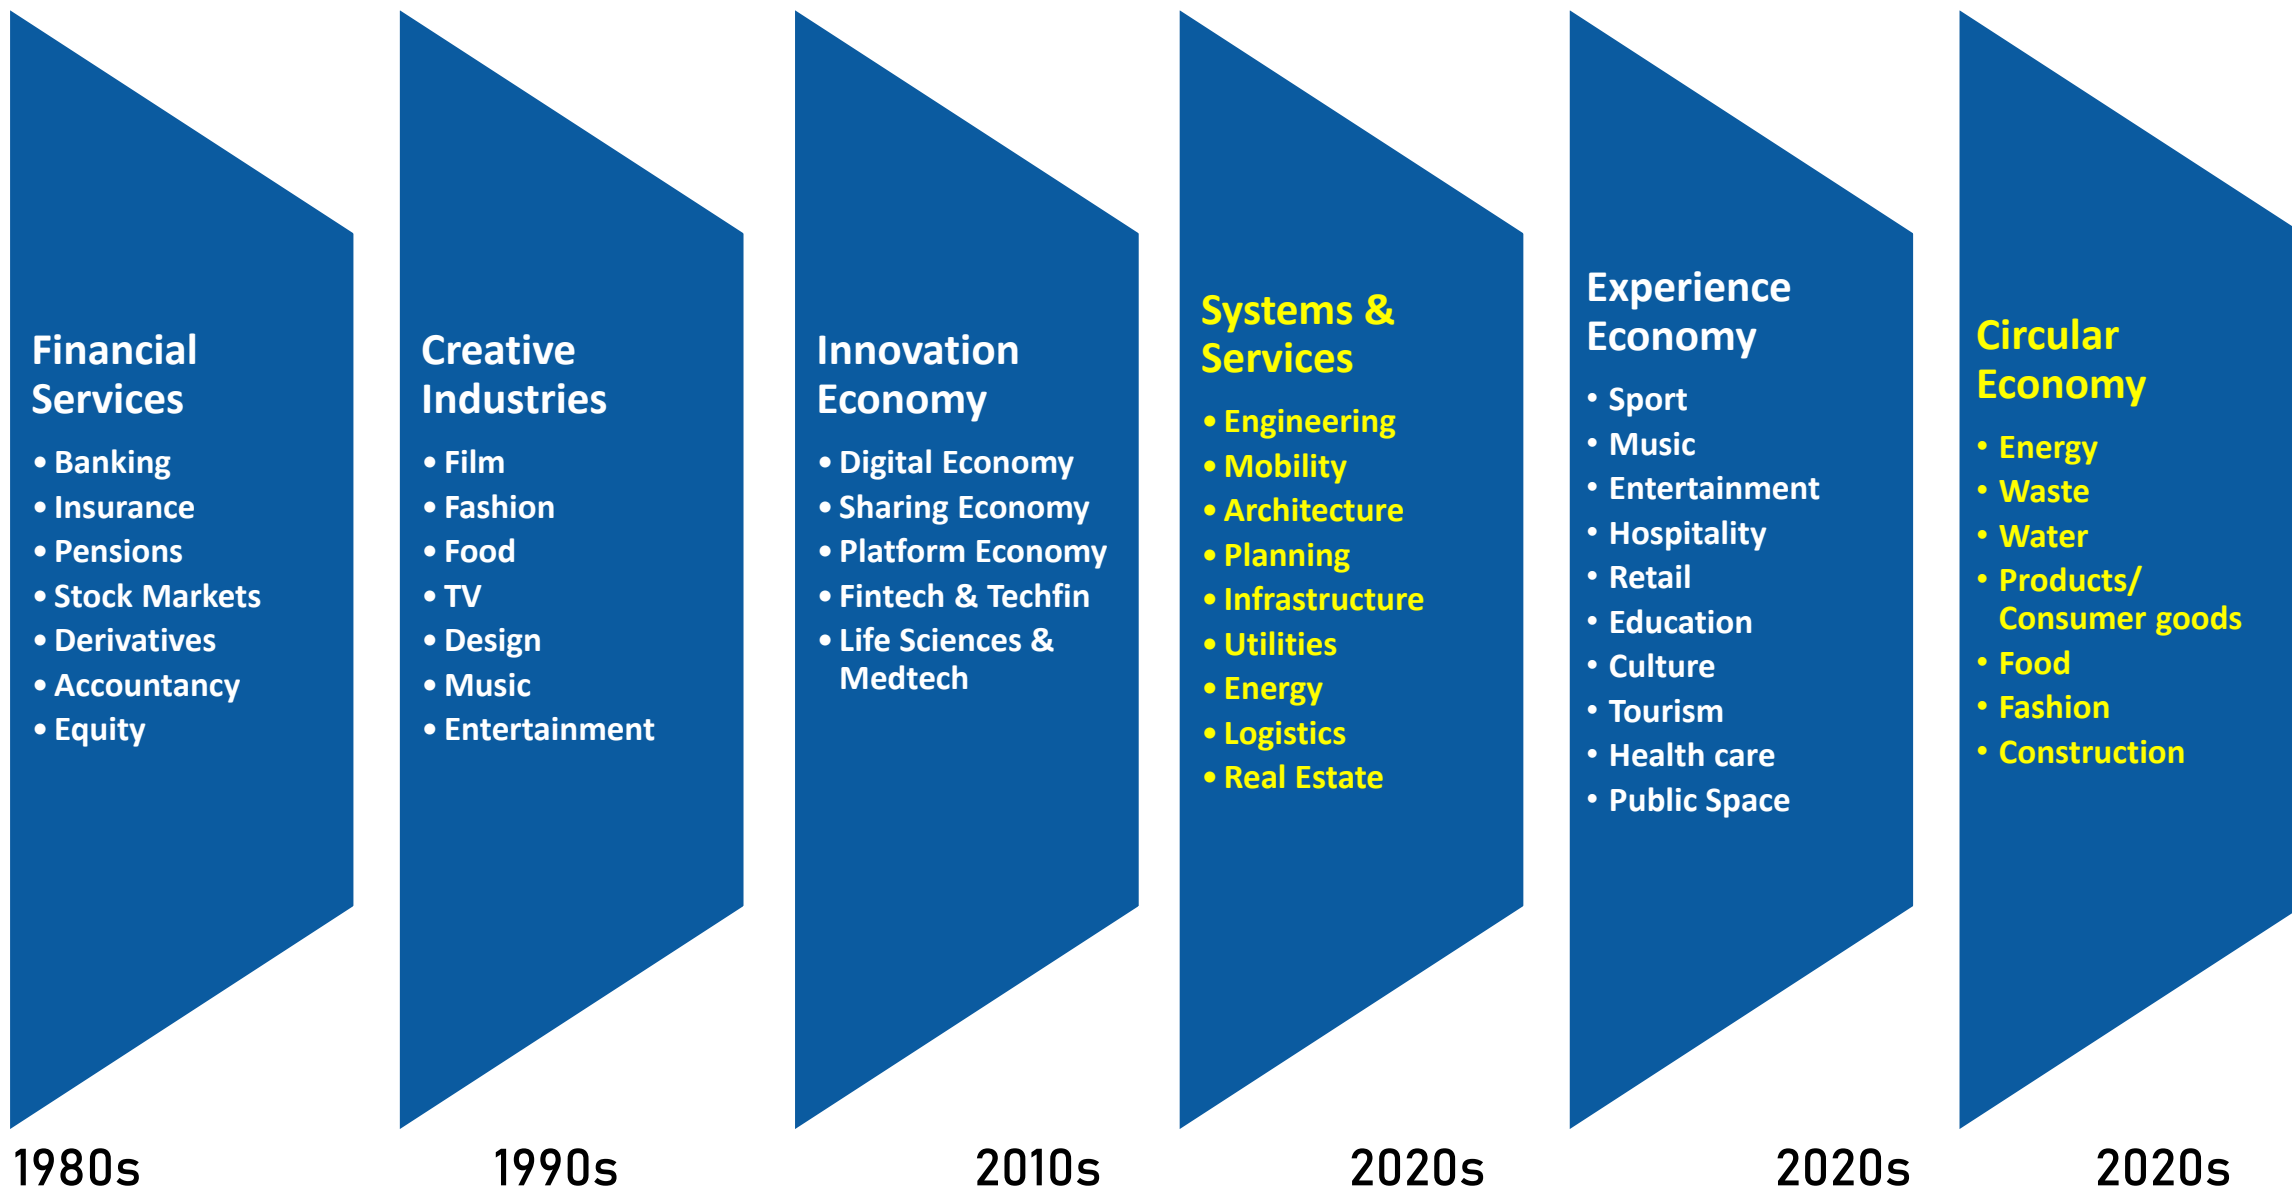 Financial
Services
• Banking
• Insurance
• Pensions
• Stock Markets
• Derivatives
• Accountancy
• Equity
Creative
Industries
• Film
• Fashion
• Food
• TV
• Design
• Music
• Entertainment
Innovation
Economy
• Digital Economy
• Sharing Economy
• Platform Economy
• Fintech & Techfin
• Life Sciences &
Medtech
Systems &
Services
• Engineering
• Mobility
• Architecture
• Planning
• Infrastructure
• Utilities
• Energy
• Logistics
• Real Estate
Experience
Economy
• Sport
• Music
• Entertainment
• Hospitality
• Retail
• Education
• Culture
• Tourism
• Health care
• Public Space
Circular
Economy
• Energy
• Waste
• Water
• Products/
Consumer goods
• Food
• Fashion
• Construction
1980s
1990s
2010s
2020s
2020s
2020s